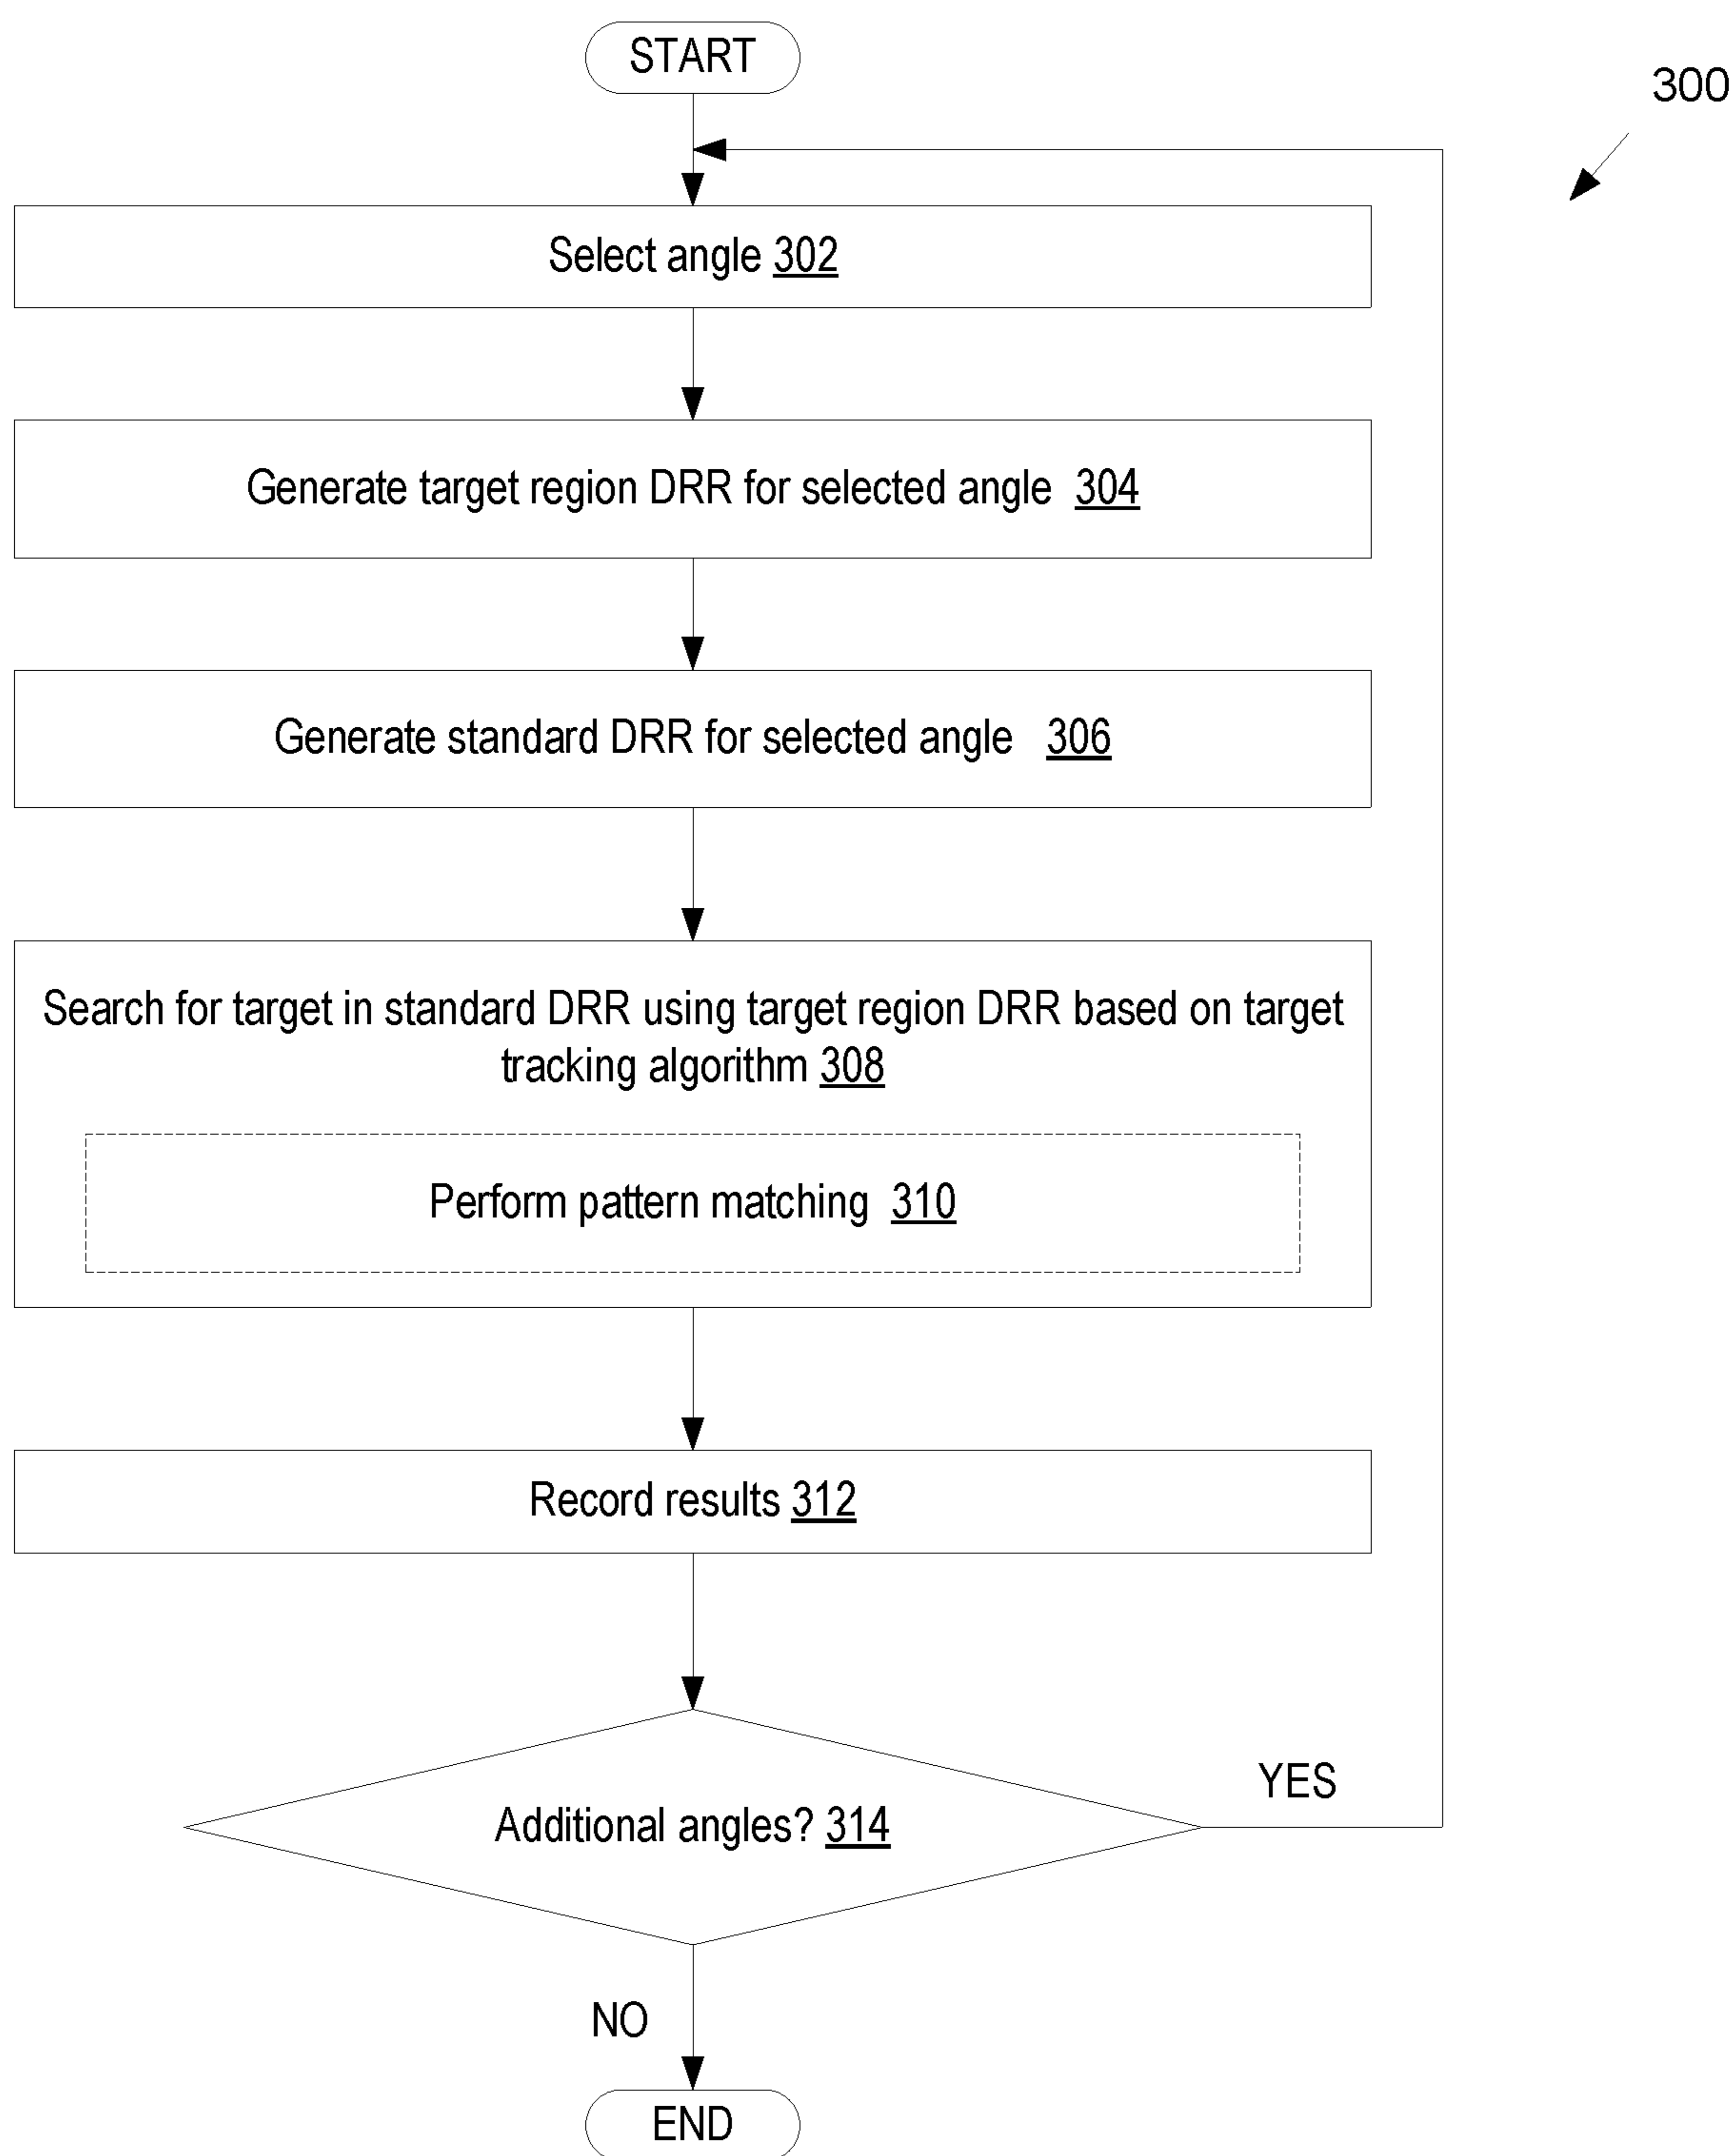 START
300
Select angle 302
Generate target region DRR for selected angle 304
Generate standard DRR for selected angle 306
Search for target in standard DRR using target region DRR based on target
tracking algorithm 308
Perform pattern matching 310
Record results 312
YES
Additional angles? 314
NO
END